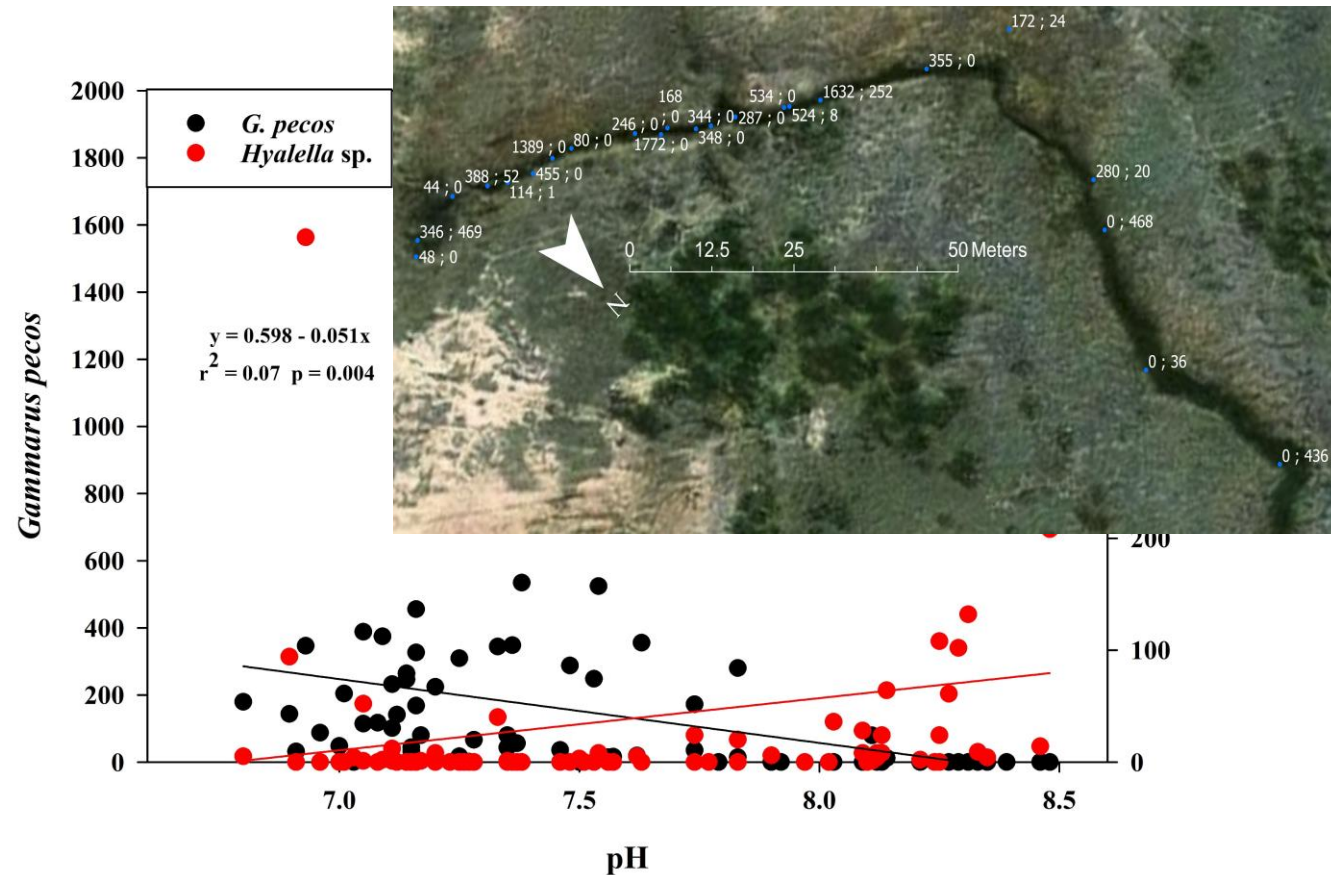 172 ; 24
355 ; 0
1632 ; 252
534 ; 0
524 ; 8
168
246 ; 0
; 0
344 ; 0
287 ; 0
1772 ; 0
348 ; 0
1389 ; 0
80 ; 0
388 ; 52
455 ; 0
44 ; 0
114 ; 1
280 ; 20
0 ; 468
346 ; 469
48 ; 0
0 12.5 25 50 Meters
N
0 ; 36
0 ; 436
G. pecos
Hyalella sp.
y = 0.598 - 0.051x
r2 = 0.07 p = 0.004
Gammarus pecos
2000
1800
1600
1400
1200
1000
800
600
400
200
0
200
100
0
7.0 7.5 8.0 8.5
pH